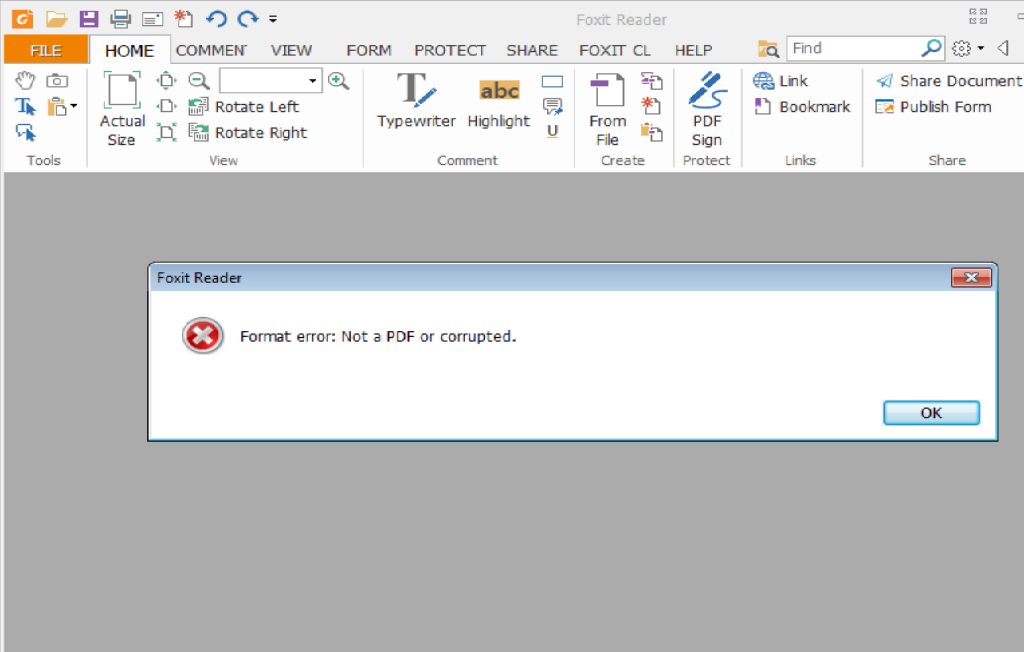 Foxit Reader
FILE HOME COMMENT VIEW FORM PROTECT SHARE FOXIT CL HELP Find
Actual Size
Rotate Left
Rotate Right
Typewriter
abc
Highlight
U
From File
PDF Sign
Link
Bookmark
Share Document
Publish Form
Tools View Comment Create Protect Links Share
Foxit Reader
Format error: Not a PDF or corrupted.
OK